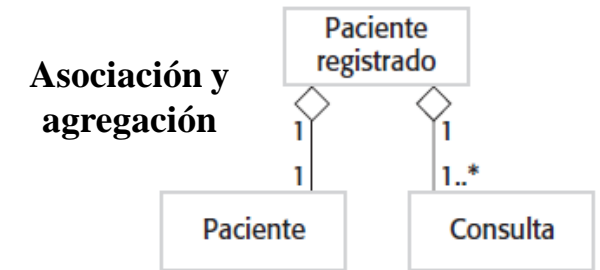 Paciente
registrado
Asociación y
agregación
1
1
1
1..*
Paciente
Consulta